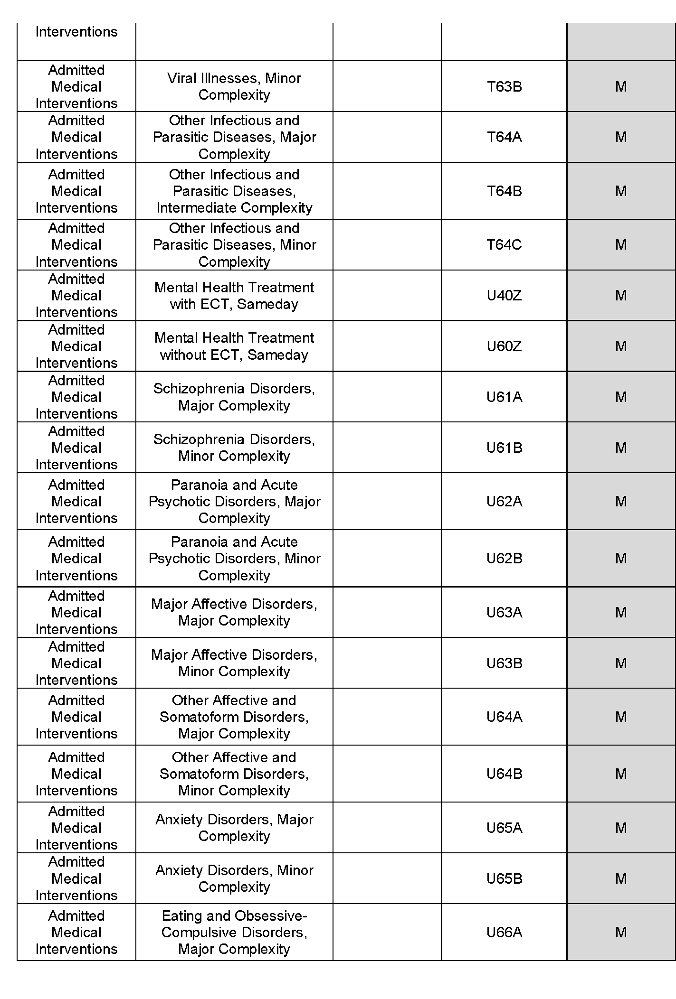 Interventions
Admitted
Medical
Interventions
Viral Illnesses, Minor
Complexity
T63B
M
Admitted
Medical
Interventions
Other Infectious and
Parasitic Diseases, Major
Complexity
T64A
M
Admitted
Medical
Interventions
Other Infectious and
Parasitic Diseases,
Intermediate Complexity
T64B
M
Admitted
Medical
Interventions
Other Infectious and
Parasitic Diseases, Minor
Complexity
T64C
M
Admitted
Medical
Interventions
Mental Health Treatment
with ECT, Sameday
U40Z
M
Admitted
Medical
Interventions
Mental Health Treatment
without ECT, Sameday
U60Z
M
Admitted
Medical
Interventions
Schizophrenia Disorders,
Major Complexity
U61A
M
Admitted
Medical
Interventions
Schizophrenia Disorders,
Minor Complexity
U61B
M
Admitted
Medical
Interventions
Paranoia and Acute
Psychotic Disorders, Major
Complexity
U62A
M
Admitted
Medical
Interventions
Paranoia and Acute
Psychotic Disorders, Minor
Complexity
U62B
M
Admitted
Medical
Interventions
Major Affective Disorders,
Major Complexity
U63A
M
Admitted
Medical
Interventions
Major Affective Disorders,
Minor Complexity
U63B
M
Admitted
Medical
Interventions
Other Affective and
Somatoform Disorders,
Major Complexity
U64A
M
Admitted
Medical
Interventions
Other Affective and
Somatoform Disorders,
Minor Complexity
U64B
M
Admitted
Medical
Interventions
Anxiety Disorders, Major
Complexity
U65A
M
Admitted
Medical
Interventions
Anxiety Disorders, Minor
Complexity
U65B
M
Admitted
Medical
Interventions
Eating and Obsessive-
Compulsive Disorders,
Major Complexity
U66A
M